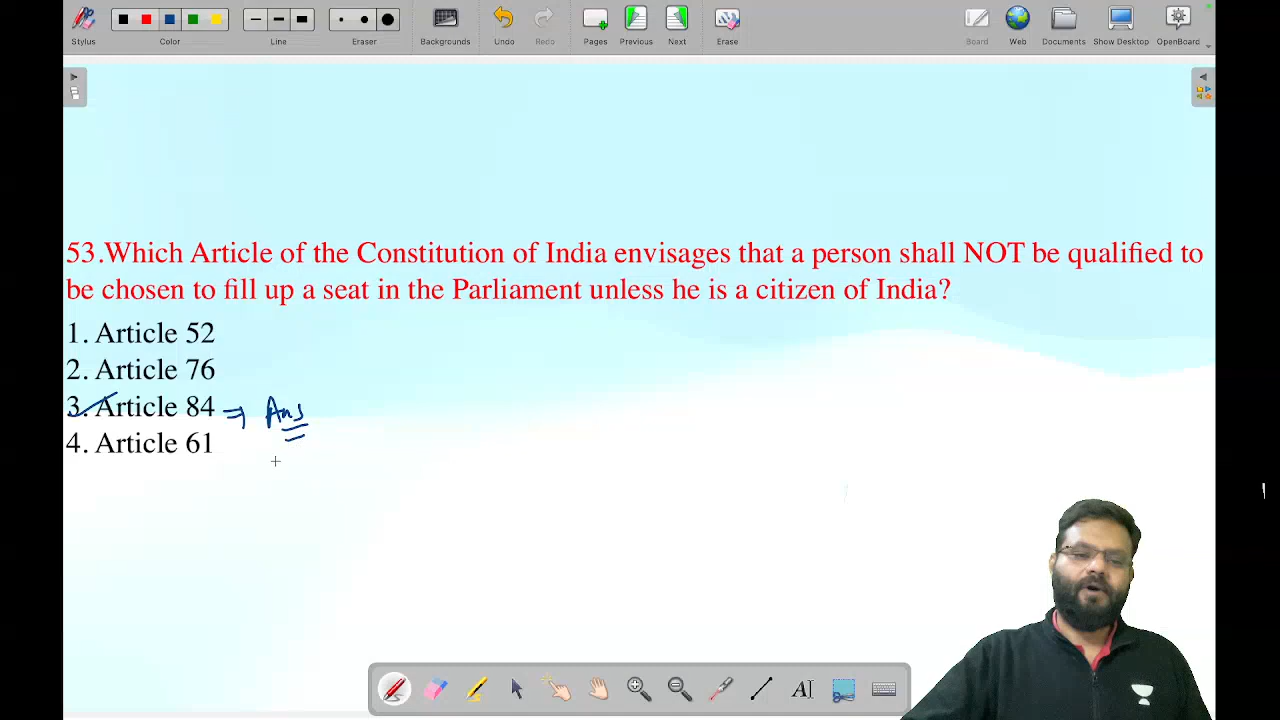 Stylus
Color
Line
Eraser
Backgrounds
Undo
Redo
Pages
Previous
Next
Erase
Board
Web
Documents
Show Desktop
OpenBoard
53.Which Article of the Constitution of India envisages that a person shall NOT be qualified to
be chosen to fill up a seat in the Parliament unless he is a citizen of India?
1. Article 52
2. Article 76
3. Article 84 ⇒ Ans
4. Article 61